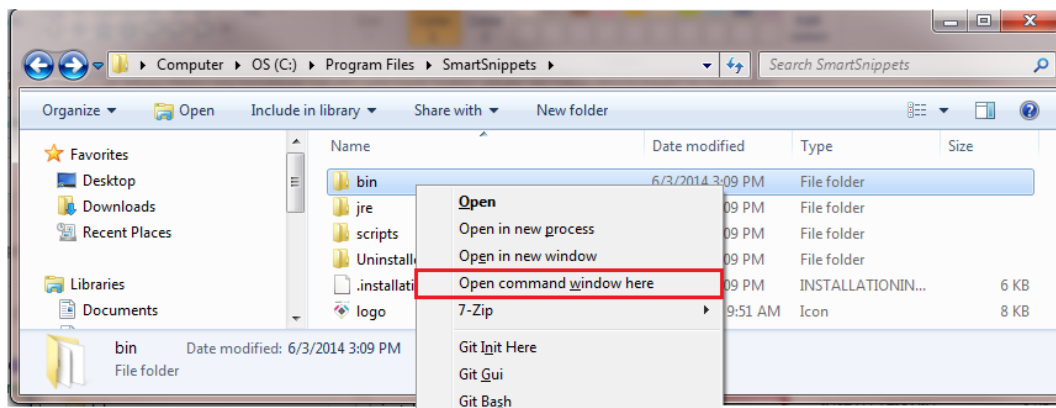 Computer OS (C:) Program Files SmartSnippets Search SmartSnippets
Organize Open Include in library Share with New folder
Favorites
Desktop
Downloads
Recent Places
Libraries
Documents
Name Date modified Type Size
bin 6/3/2014 3:09 PM File folder
jre 09 PM File folder
scripts 09 PM File folder
Uninstalle 09 PM File folder
.installati 09 PM INSTALLATIONIN... 6 KB
logo 9:51 AM Icon 8 KB
Open
Open in new process
Open in new window
Open command window here
7-Zip
Git Init Here
Git Gui
Git Bash
bin Date modified: 6/3/2014 3:09 PM
File folder